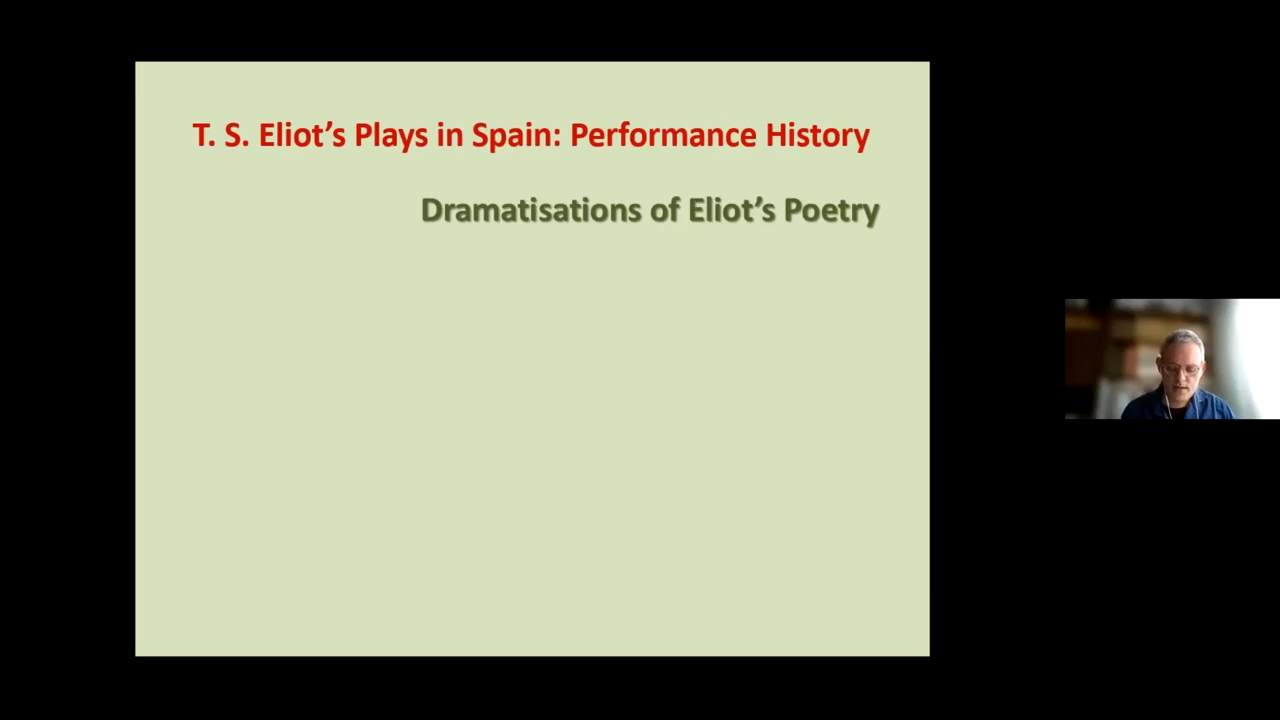 T. S. Eliot’s Plays in Spain: Performance History
Dramatisations of Eliot’s Poetry